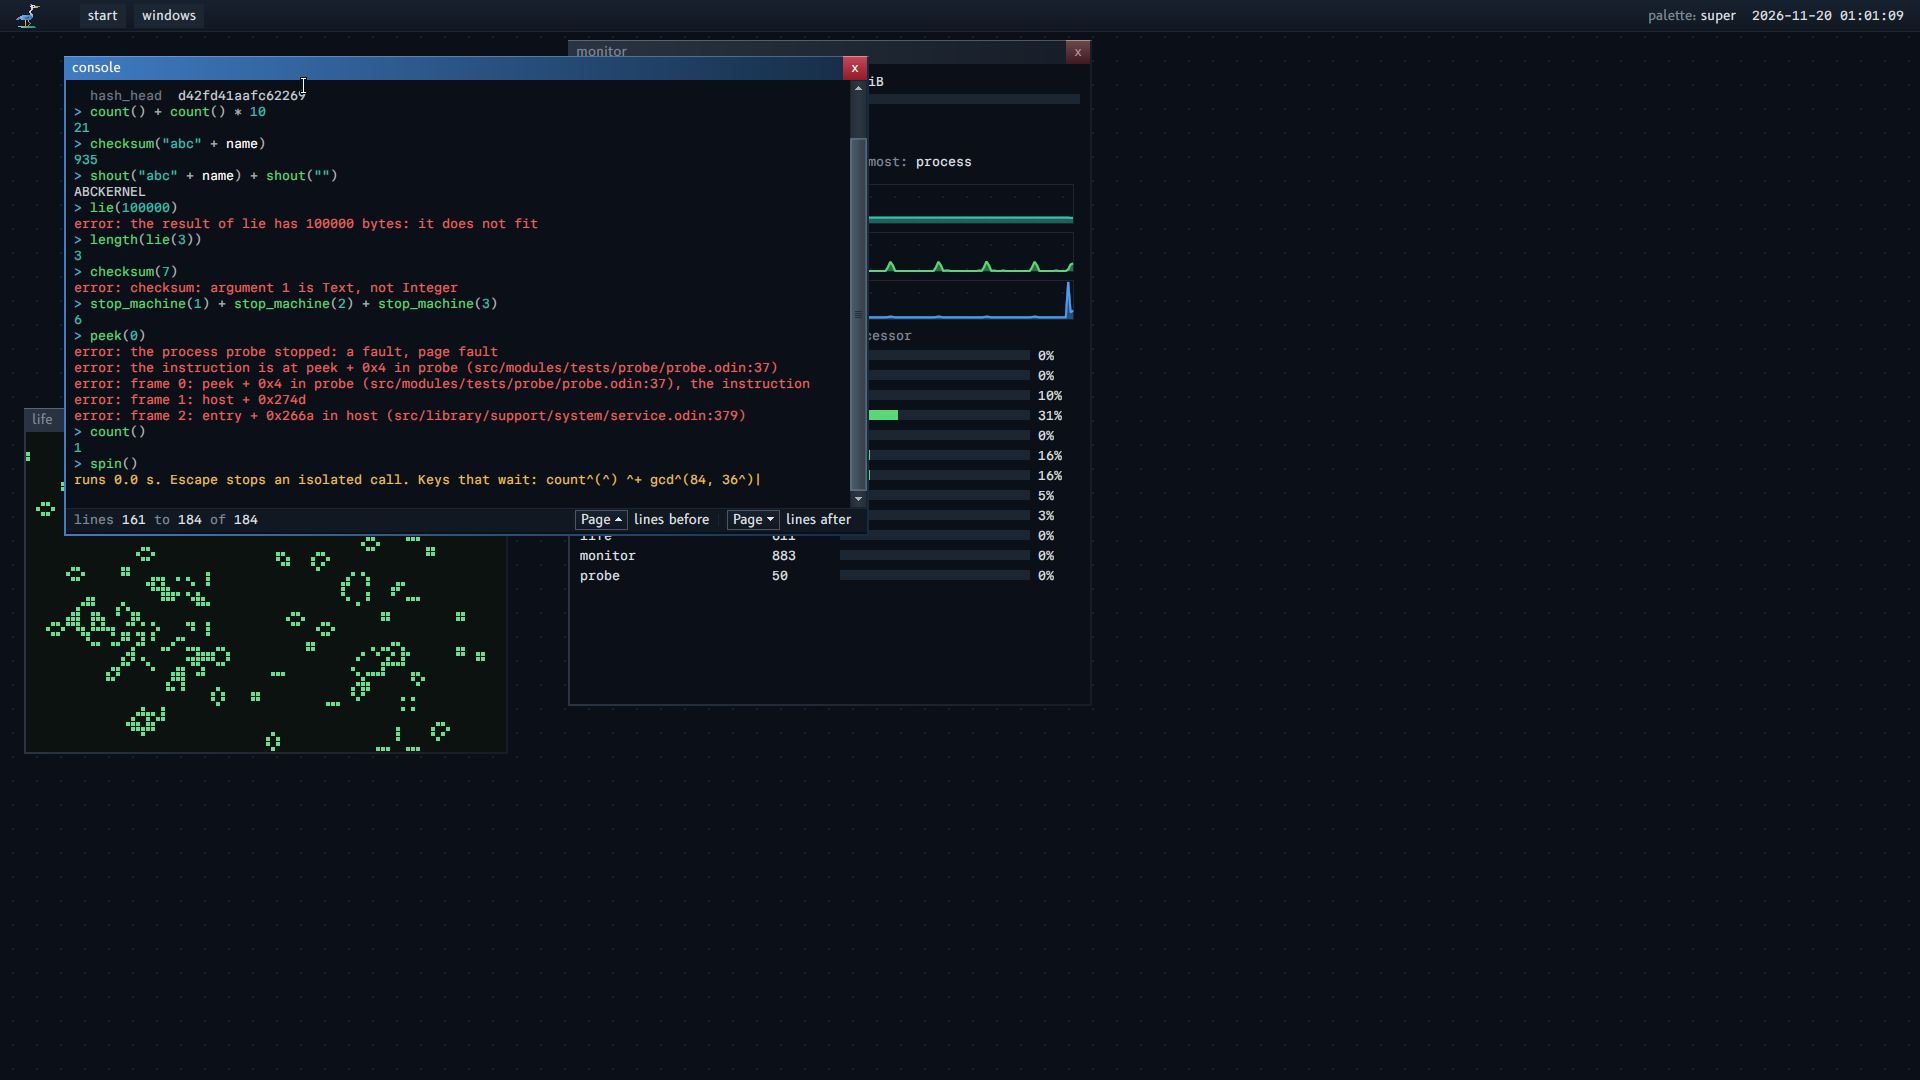 start windows palette: super 2026-11-20 01:01:09
monitor x
console x
iB
hash_head d42fd41aafc62269
> count() + count() * 10
21
> checksum("abc" + name)
935
> shout("abc" + name) + shout("")
ABCKERNEL
> lie(100000)
error: the result of lie has 100000 bytes: it does not fit
> length(lie(3))
3
> checksum(7)
error: checksum: argument 1 is Text, not Integer
> stop_machine(1) + stop_machine(2) + stop_machine(3)
6
> peek(0)
error: the process probe stopped: a fault, page fault
error: the instruction is at peek + 0x4 in probe (src/modules/tests/probe/probe.odin:37)
error: frame 0: peek + 0x4 in probe (src/modules/tests/probe/probe.odin:37), the instruction
error: frame 1: host + 0x274d
error: frame 2: entry + 0x266a in host (src/library/support/system/service.odin:379)
> count()
1
> spin()
runs 0.0 s. Escape stops an isolated call. Keys that wait: count^(^) ^+ gcd^(84, 36^)|
lines 161 to 184 of 184 Page lines before Page lines after
most: process
cessor
0%
0%
10%
31%
0%
16%
16%
5%
3%
0%
monitor 883 0%
probe 50 0%
life